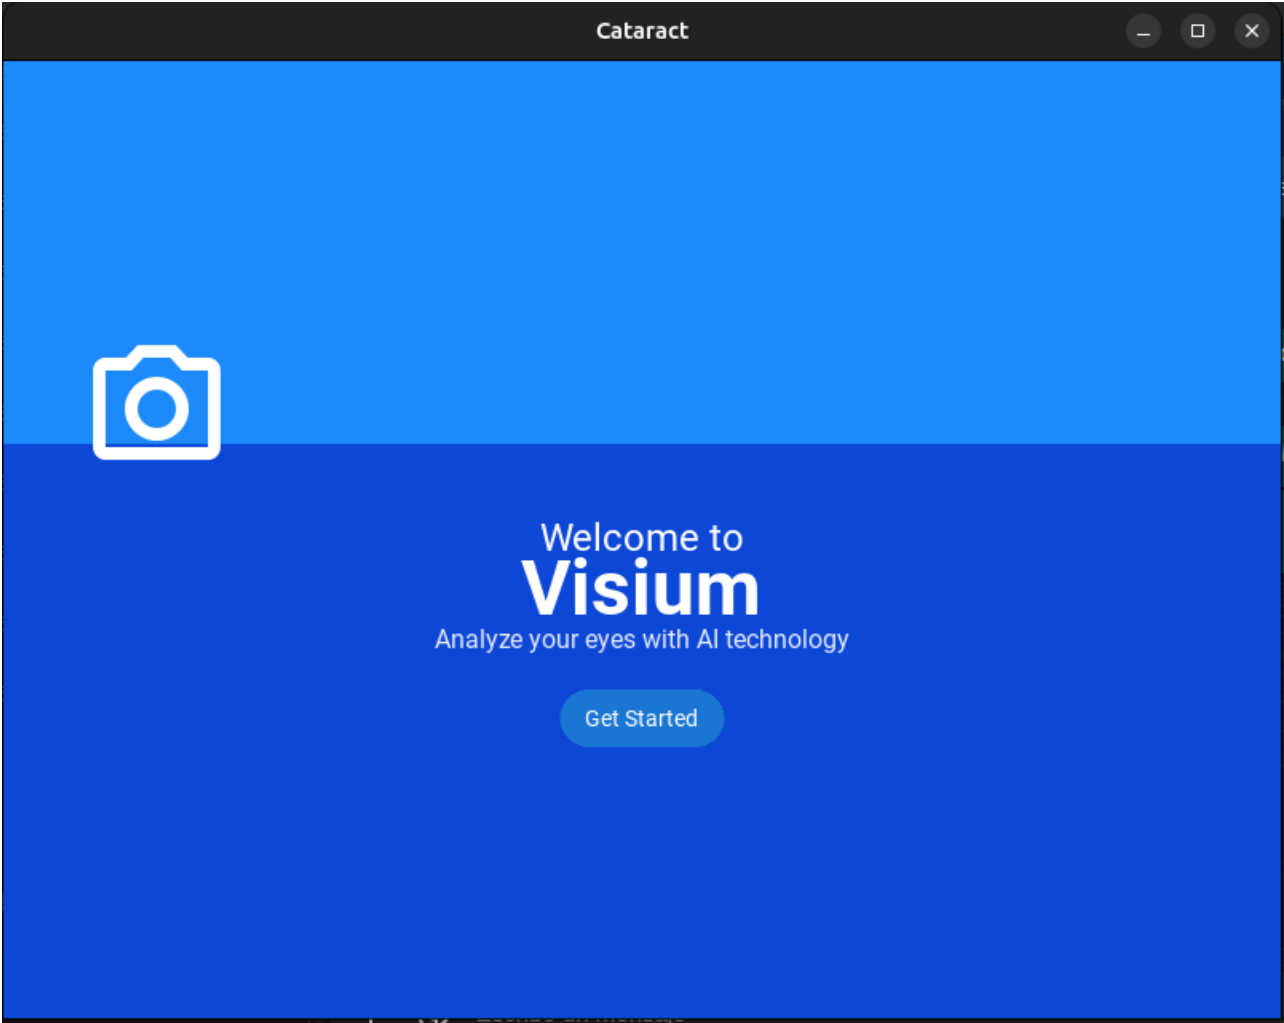 Cataract
Welcome to
Visium
Analyze your eyes with AI technology
Get Started